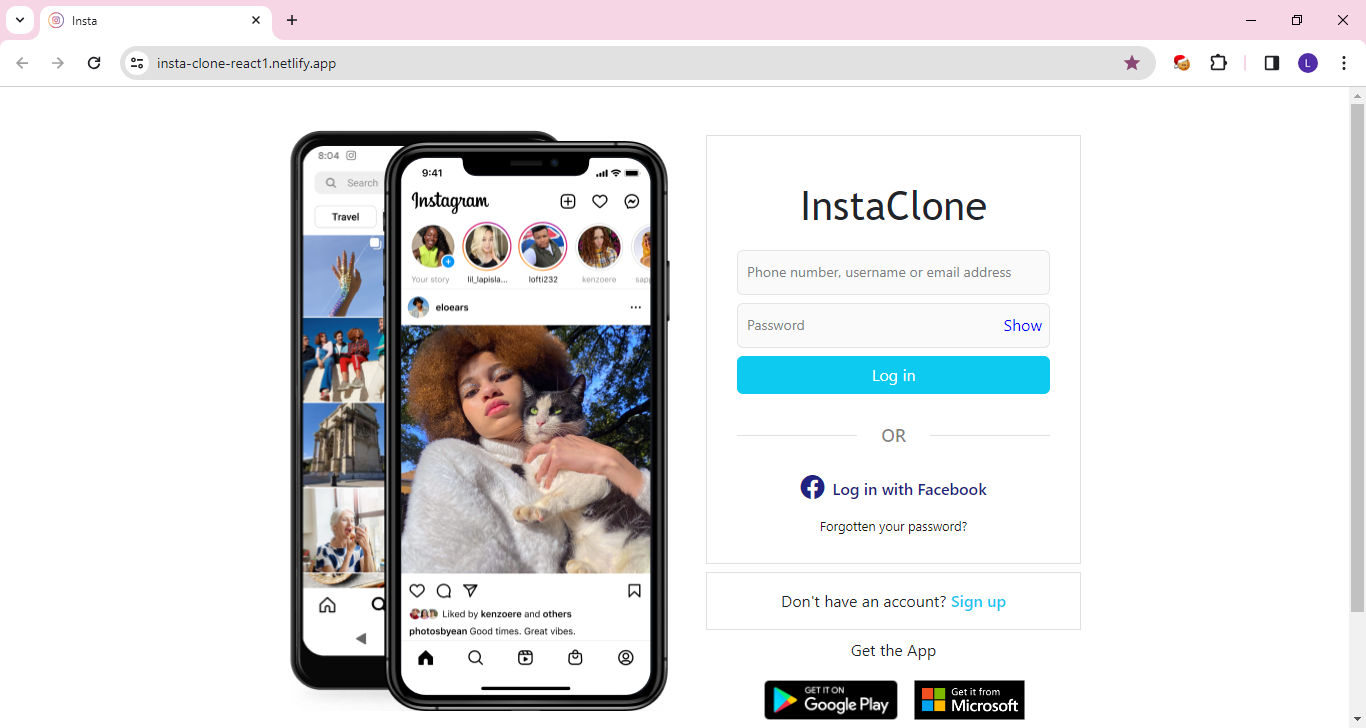 Insta
insta-clone-react1.netlify.app
L
8:04
Search
Travel
9:41
Instagram
Your story
lil_lapisla...
lofti232
kenzoere
sap
eloears
Liked by kenzoere and others
photosbyean Good times. Great vibes.
InstaClone
Phone number, username or email address
Password
Show
Log in
OR
Log in with Facebook
Forgotten your password?
Don't have an account? Sign up
Get the App
GET IT ON
Google Play
Get it from
Microsoft